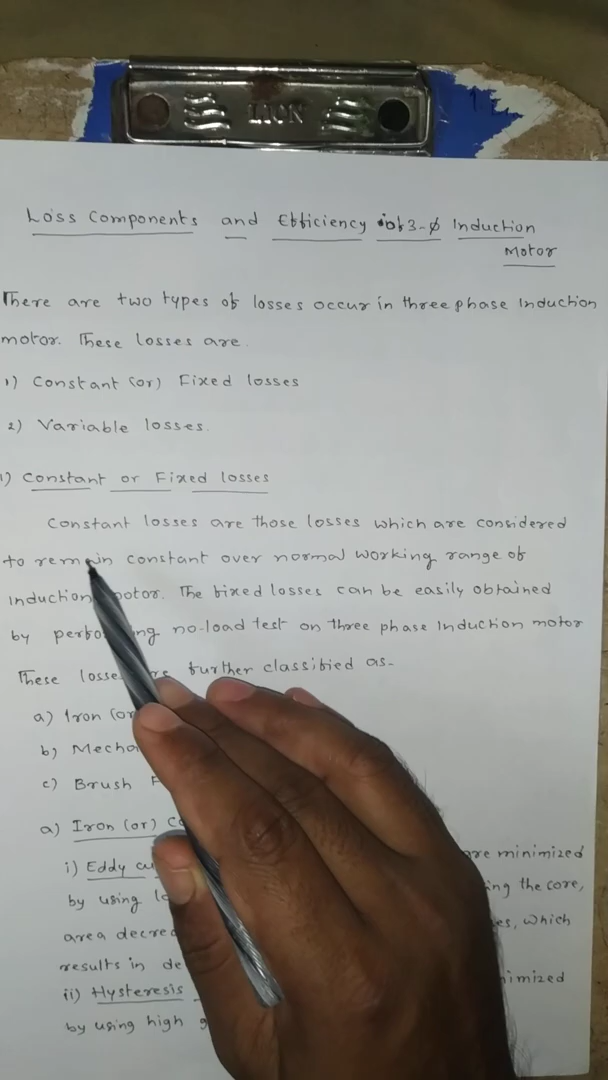 LION
Loss Components and Efficiency of 3-ϕ Induction
Motor
There are two types of losses occur in three phase Induction
motor. These losses are.
1) Constant (or) Fixed losses
2) Variable losses.
1) Constant or Fixed losses
Constant losses are those losses which are considered
to remain constant over normal working range of
induction motor. The fixed losses can be easily obtained
by performing no-load test on three phase Induction motor
These losses are further classified as-
a) Iron (or
b)
c) Brush
a) Iron (or)
i) Eddy
are minimized
by using
the core,
area
which
results in
ii) Hysteresis
by using high